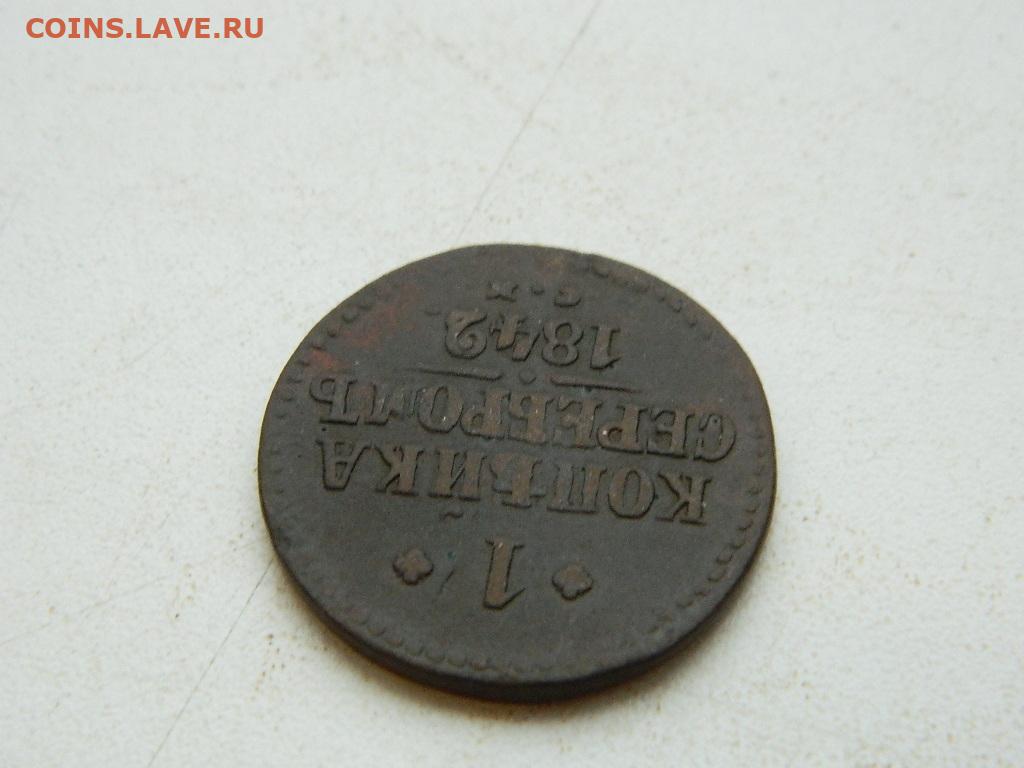 COINS.LAVE.RU
1
КОПѢЙКА
СЕРЕБРОМЪ
1842
С.М